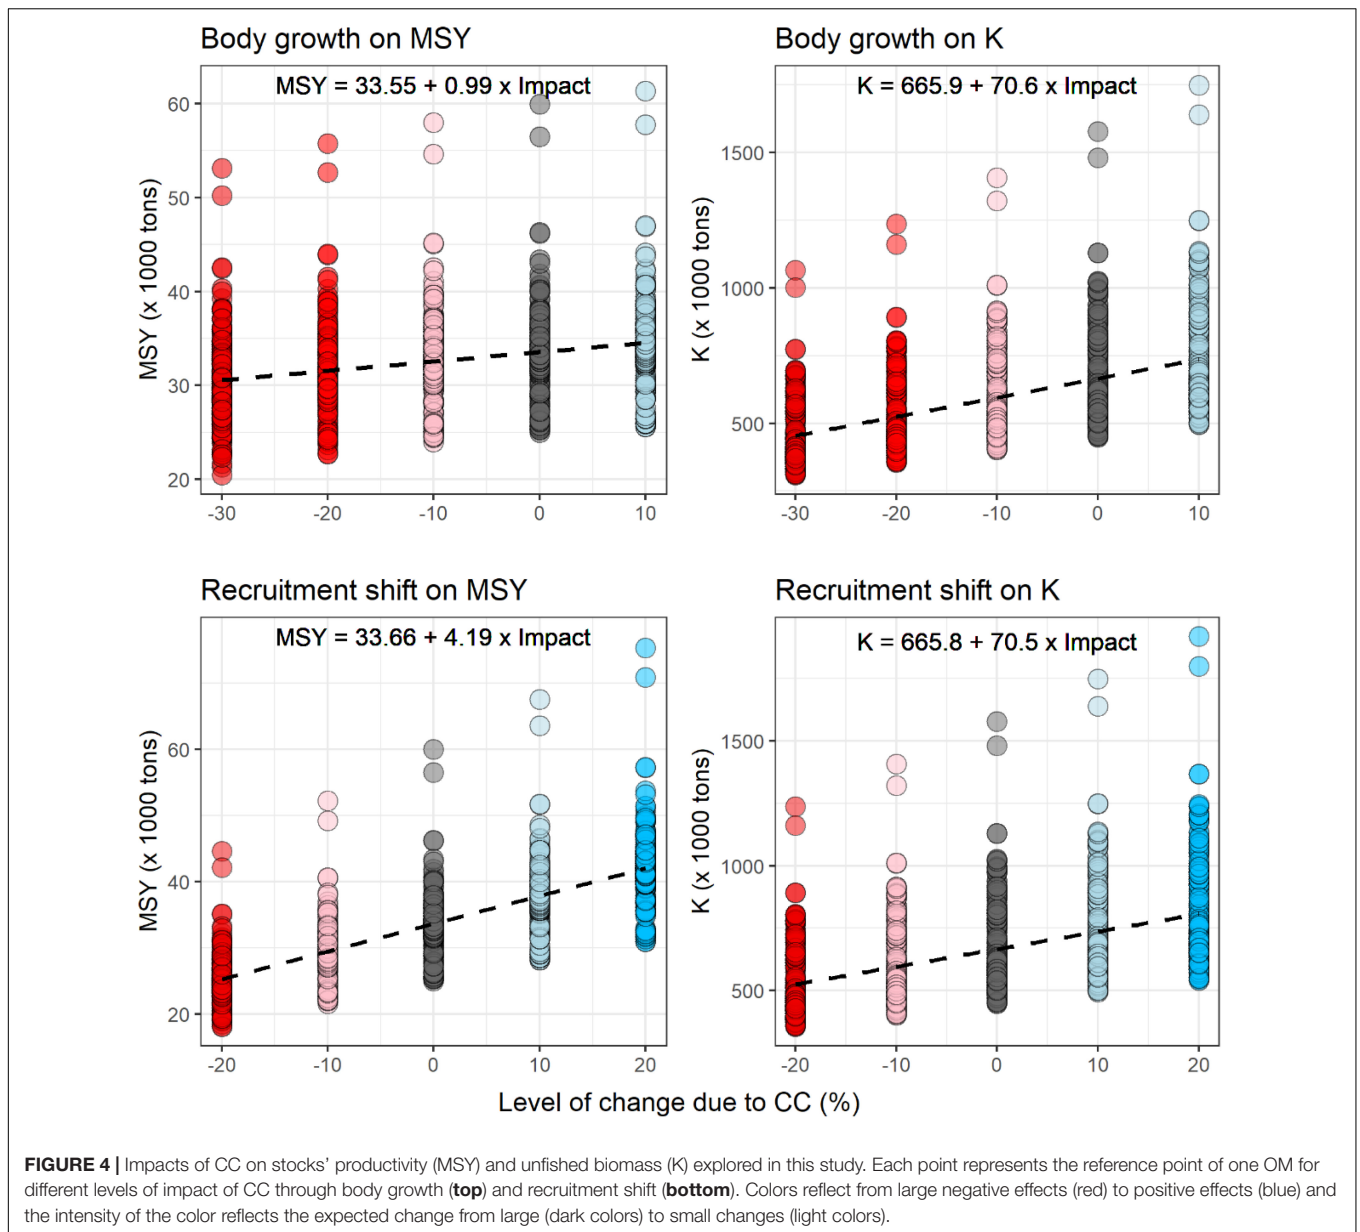 Body growth on MSY
MSY = 33.55 + 0.99 x Impact
MSY (x 1000 tons)
60
50
40
30
20
-30 -20 -10 0 10
Body growth on K
K = 665.9 + 70.6 x Impact
K (x 1000 tons)
1500
1000
500
-30 -20 -10 0 10
Recruitment shift on MSY
MSY = 33.66 + 4.19 x Impact
MSY (x 1000 tons)
60
40
20
-20 -10 0 10 20
Recruitment shift on K
K = 665.8 + 70.5 x Impact
K (x 1000 tons)
1500
1000
500
-20 -10 0 10 20
Level of change due to CC (%)
FIGURE 4 | Impacts of CC on stocks’ productivity (MSY) and unfished biomass (K) explored in this study. Each point represents the reference point of one OM for
different levels of impact of CC through body growth (top) and recruitment shift (bottom). Colors reflect from large negative effects (red) to positive effects (blue) and
the intensity of the color reflects the expected change from large (dark colors) to small changes (light colors).